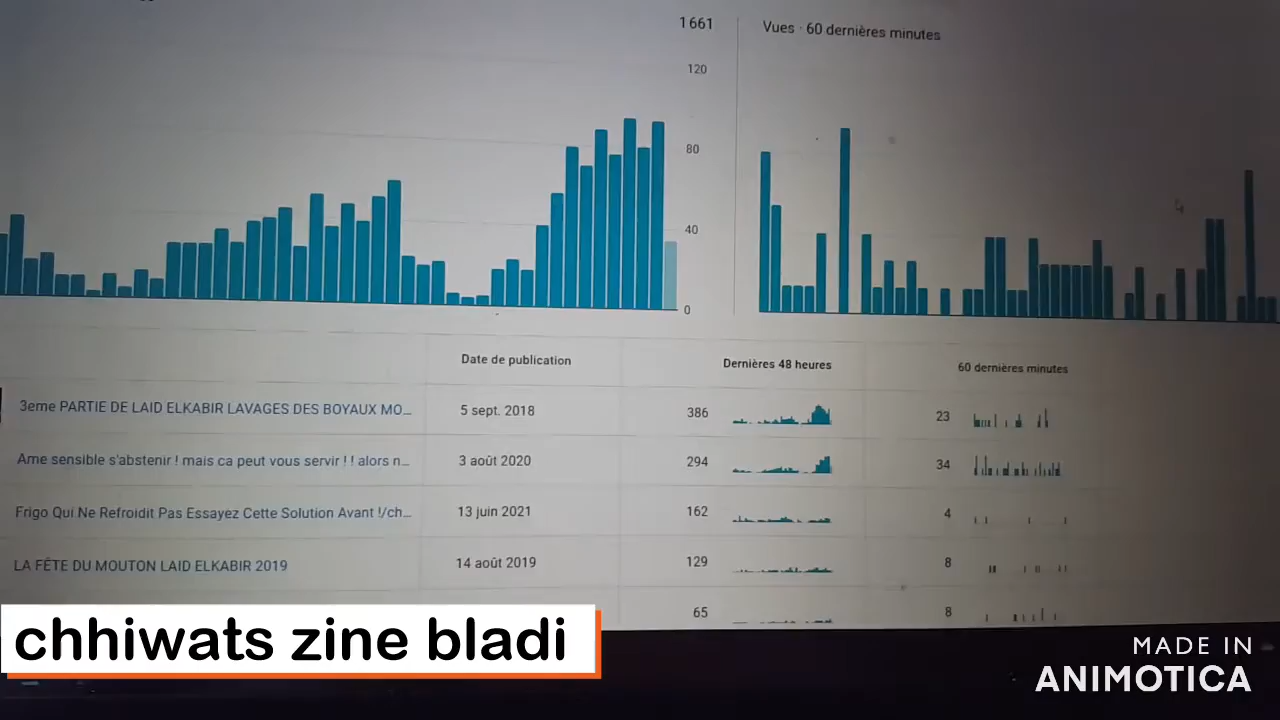 1 661
Vues · 60 dernières minutes
120
80
40
0
Date de publication
Dernières 48 heures
60 dernières minutes
3eme PARTIE DE LAID ELKABIR LAVAGES DES BOYAUX MO...
5 sept. 2018
386
23
Ame sensible s'abstenir ! mais ca peut vous servir ! ! alors n...
3 août 2020
294
34
Frigo Qui Ne Refroidit Pas Essayez Cette Solution Avant !/ch...
13 juin 2021
162
4
LA FÊTE DU MOUTON LAID ELKABIR 2019
14 août 2019
129
8
65
8
chhiwats zine bladi
MADE IN
ANIMOTICA